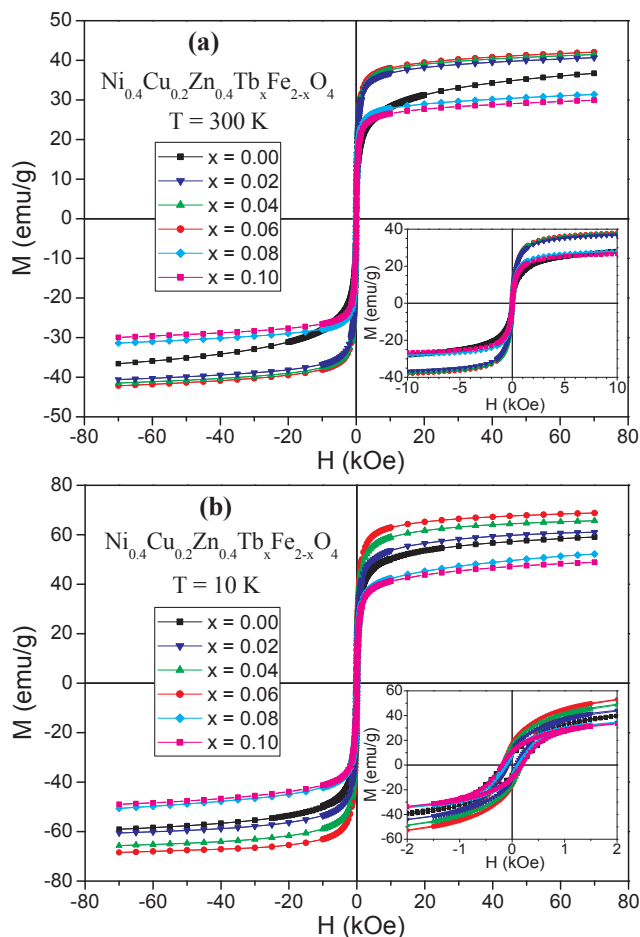 (a)
Ni0.4Cu0.2Zn0.4TbxFe2-xO4
T = 300 K
x = 0.00
x = 0.02
x = 0.04
x = 0.06
x = 0.08
x = 0.10
M (emu/g)
50
40
30
20
10
0
-10
-20
-30
-40
-50
-80 -60 -40 -20 0 20 40 60 80
H (kOe)
M (emu/g)
40
20
0
-20
-40
-10 -5 0 5 10
H (kOe)
(b)
Ni0.4Cu0.2Zn0.4TbxFe2-xO4
T = 10 K
x = 0.00
x = 0.02
x = 0.04
x = 0.06
x = 0.08
x = 0.10
M (emu/g)
80
60
40
20
0
-20
-40
-60
-80
-80 -60 -40 -20 0 20 40 60 80
H (kOe)
M (emu/g)
60
40
20
0
-20
-40
-60
-2 -1 0 1 2
H (kOe)